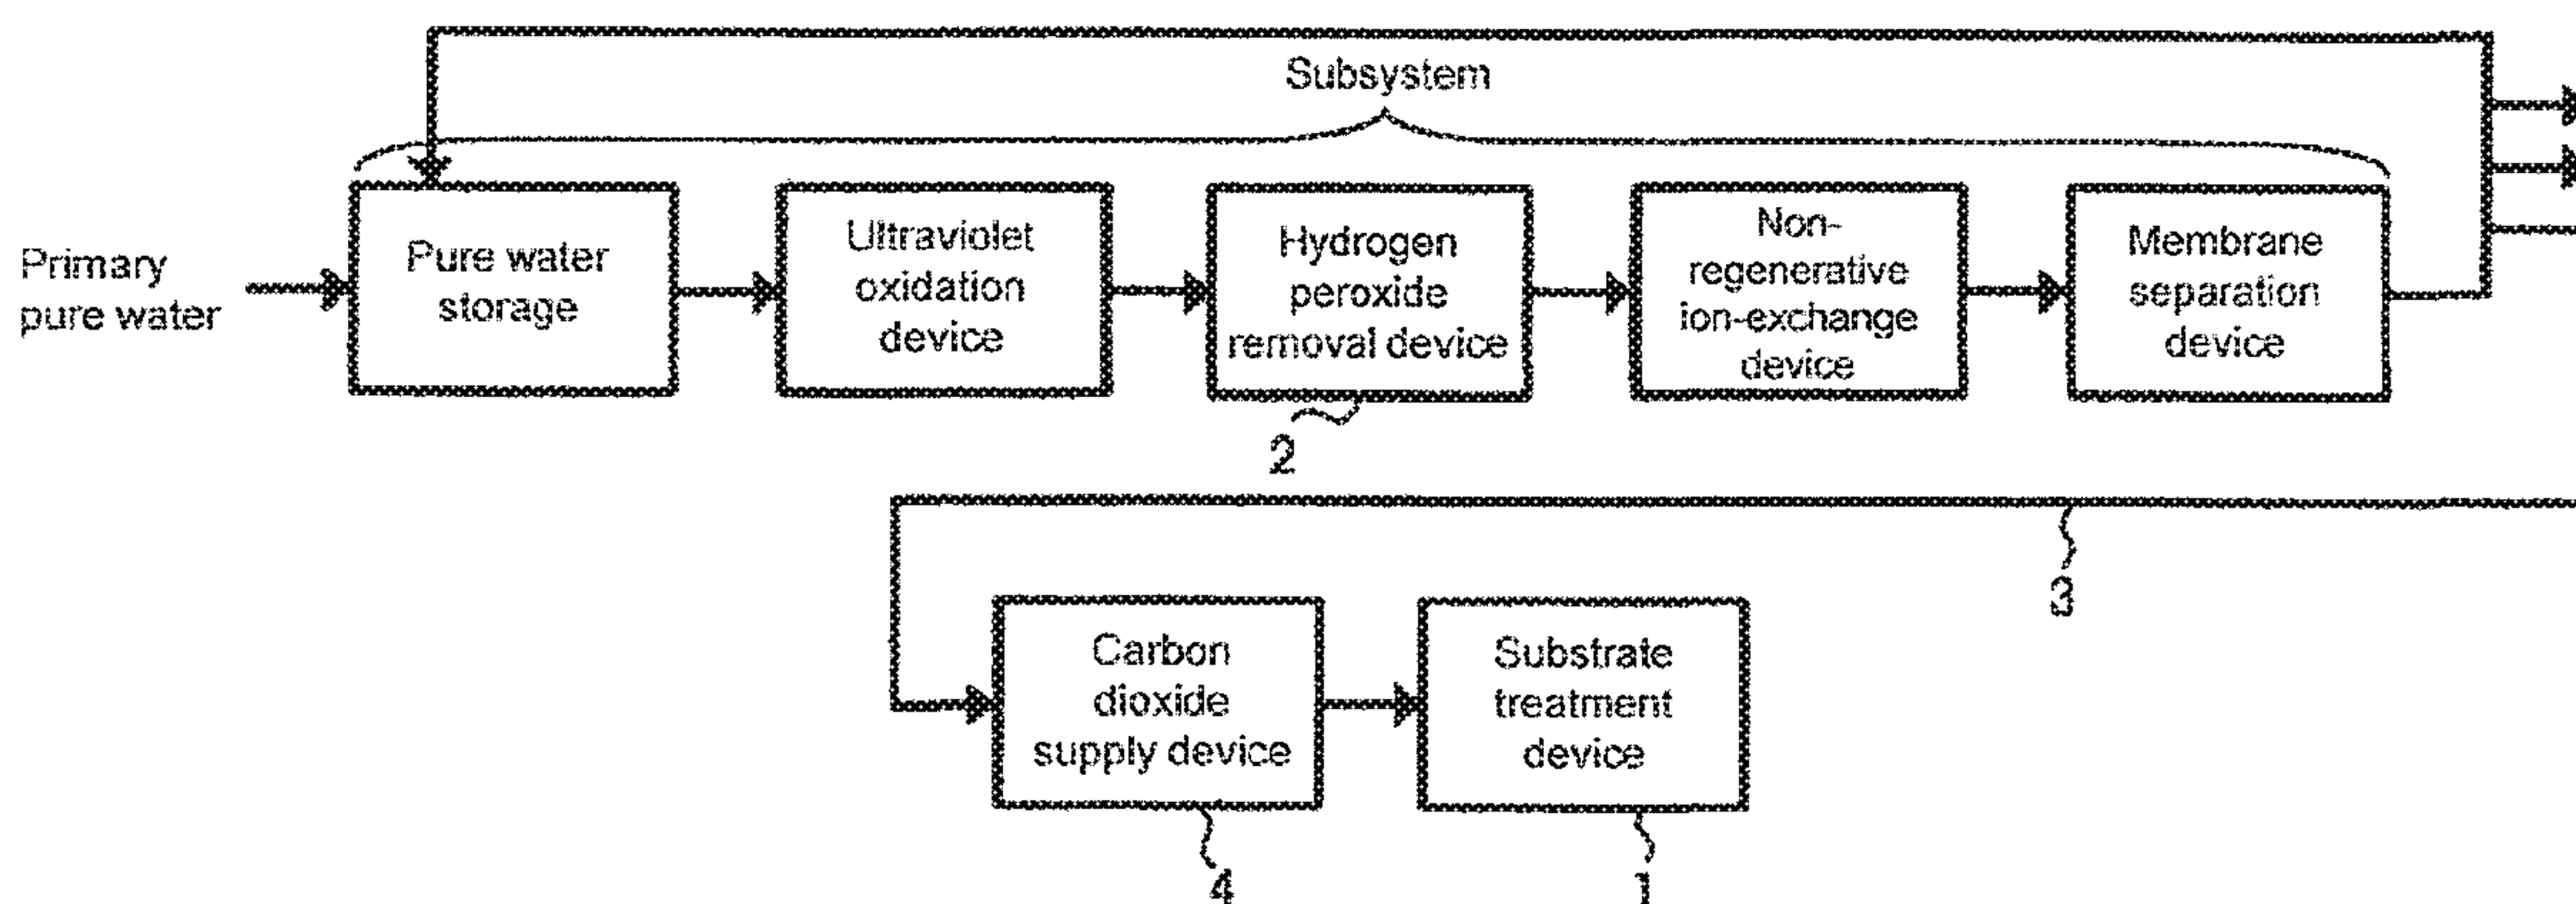 Subsystem
Primary
pure water
Pure water
storage
Ultraviolet
oxidation
device
Hydrogen
peroxide
removal device
Non-
regenerative
ion-exchange
device
Membrane
separation
device
2
3
Carbon
dioxide
supply device
Substrate
treatment
device
4
1